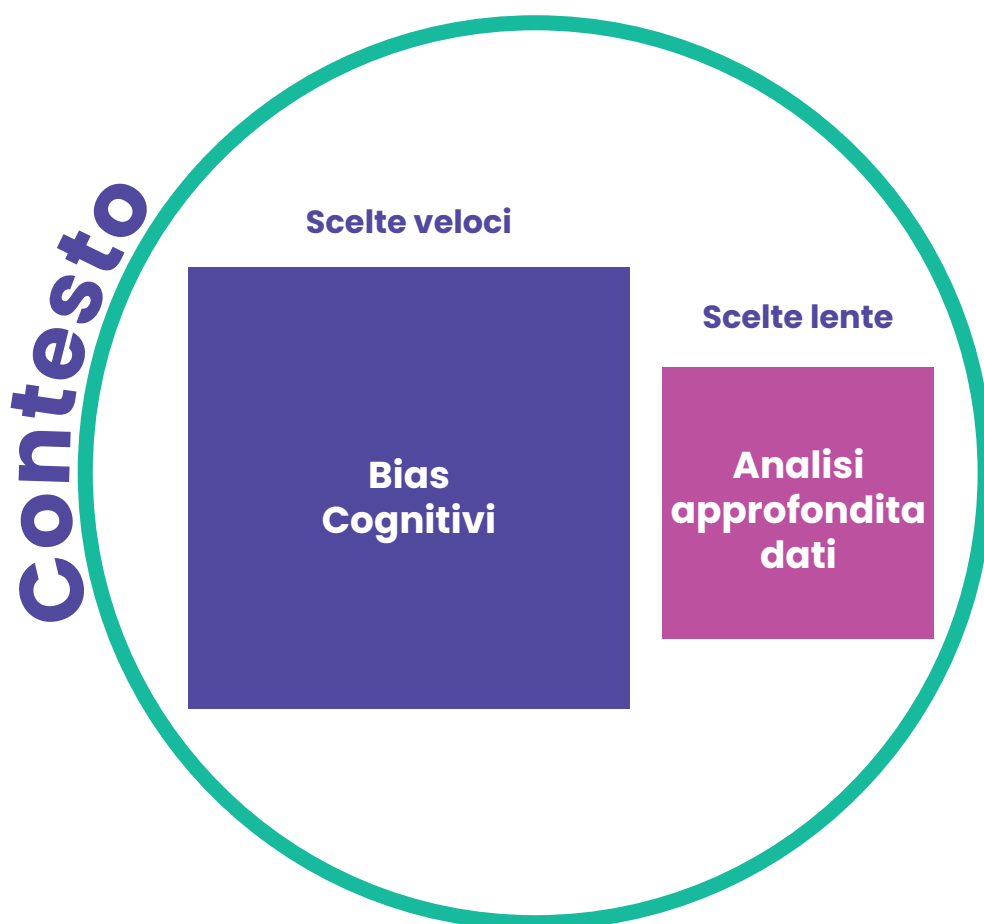 Contesto
Scelte veloci
Scelte lente
Bias
Cognitivi
Analisi
approfondita
dati